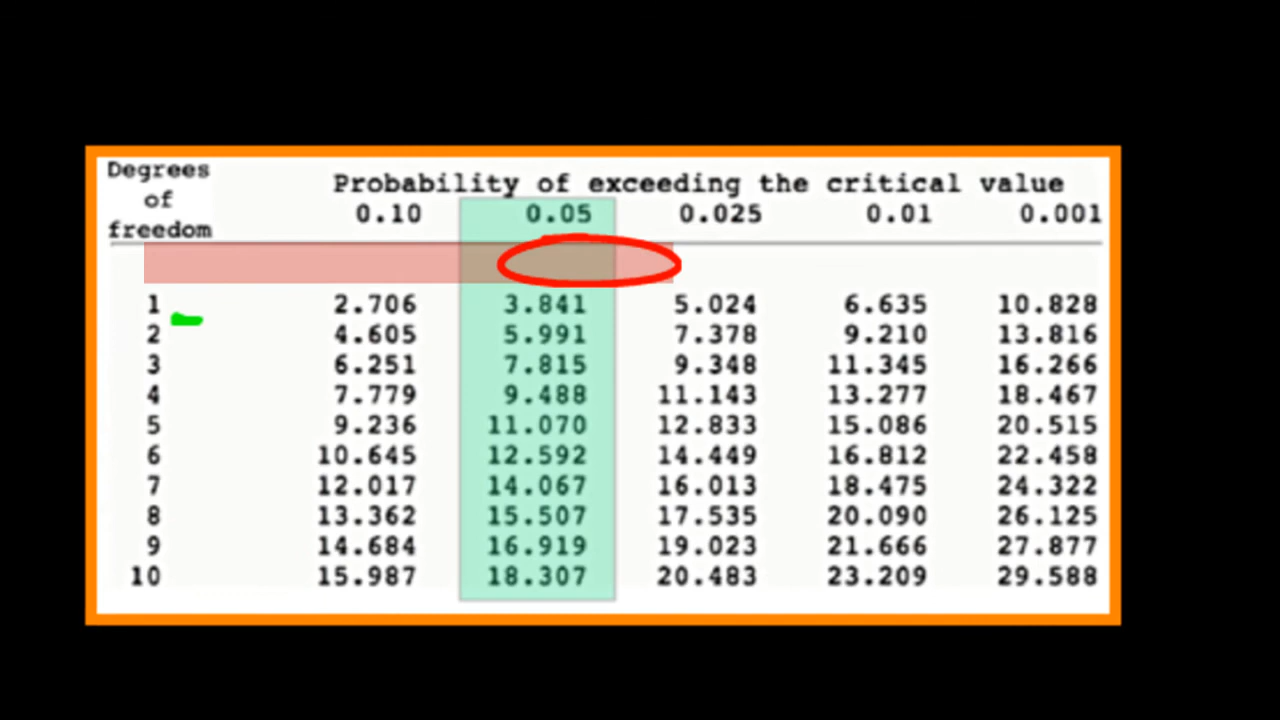 Degrees of freedom
Probability of exceeding the critical value
0.10 0.05 0.025 0.01 0.001
1 2.706 3.841 5.024 6.635 10.828
2 4.605 5.991 7.378 9.210 13.816
3 6.251 7.815 9.348 11.345 16.266
4 7.779 9.488 11.143 13.277 18.467
5 9.236 11.070 12.833 15.086 20.515
6 10.645 12.592 14.449 16.812 22.458
7 12.017 14.067 16.013 18.475 24.322
8 13.362 15.507 17.535 20.090 26.125
9 14.684 16.919 19.023 21.666 27.877
10 15.987 18.307 20.483 23.209 29.588